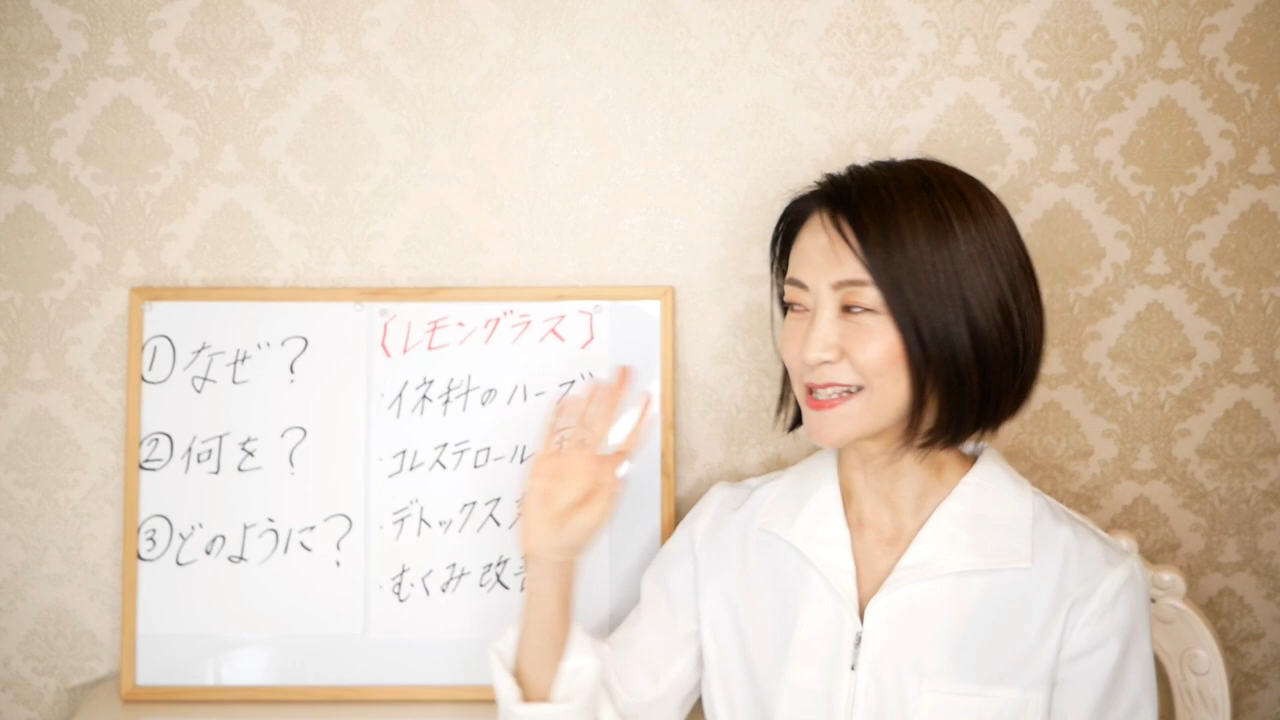 ①なぜ?
②何を?
③どのように?
【レモングラス】
・イネ科のハーブ
・コレステロール
・デトックス
・むくみ改善